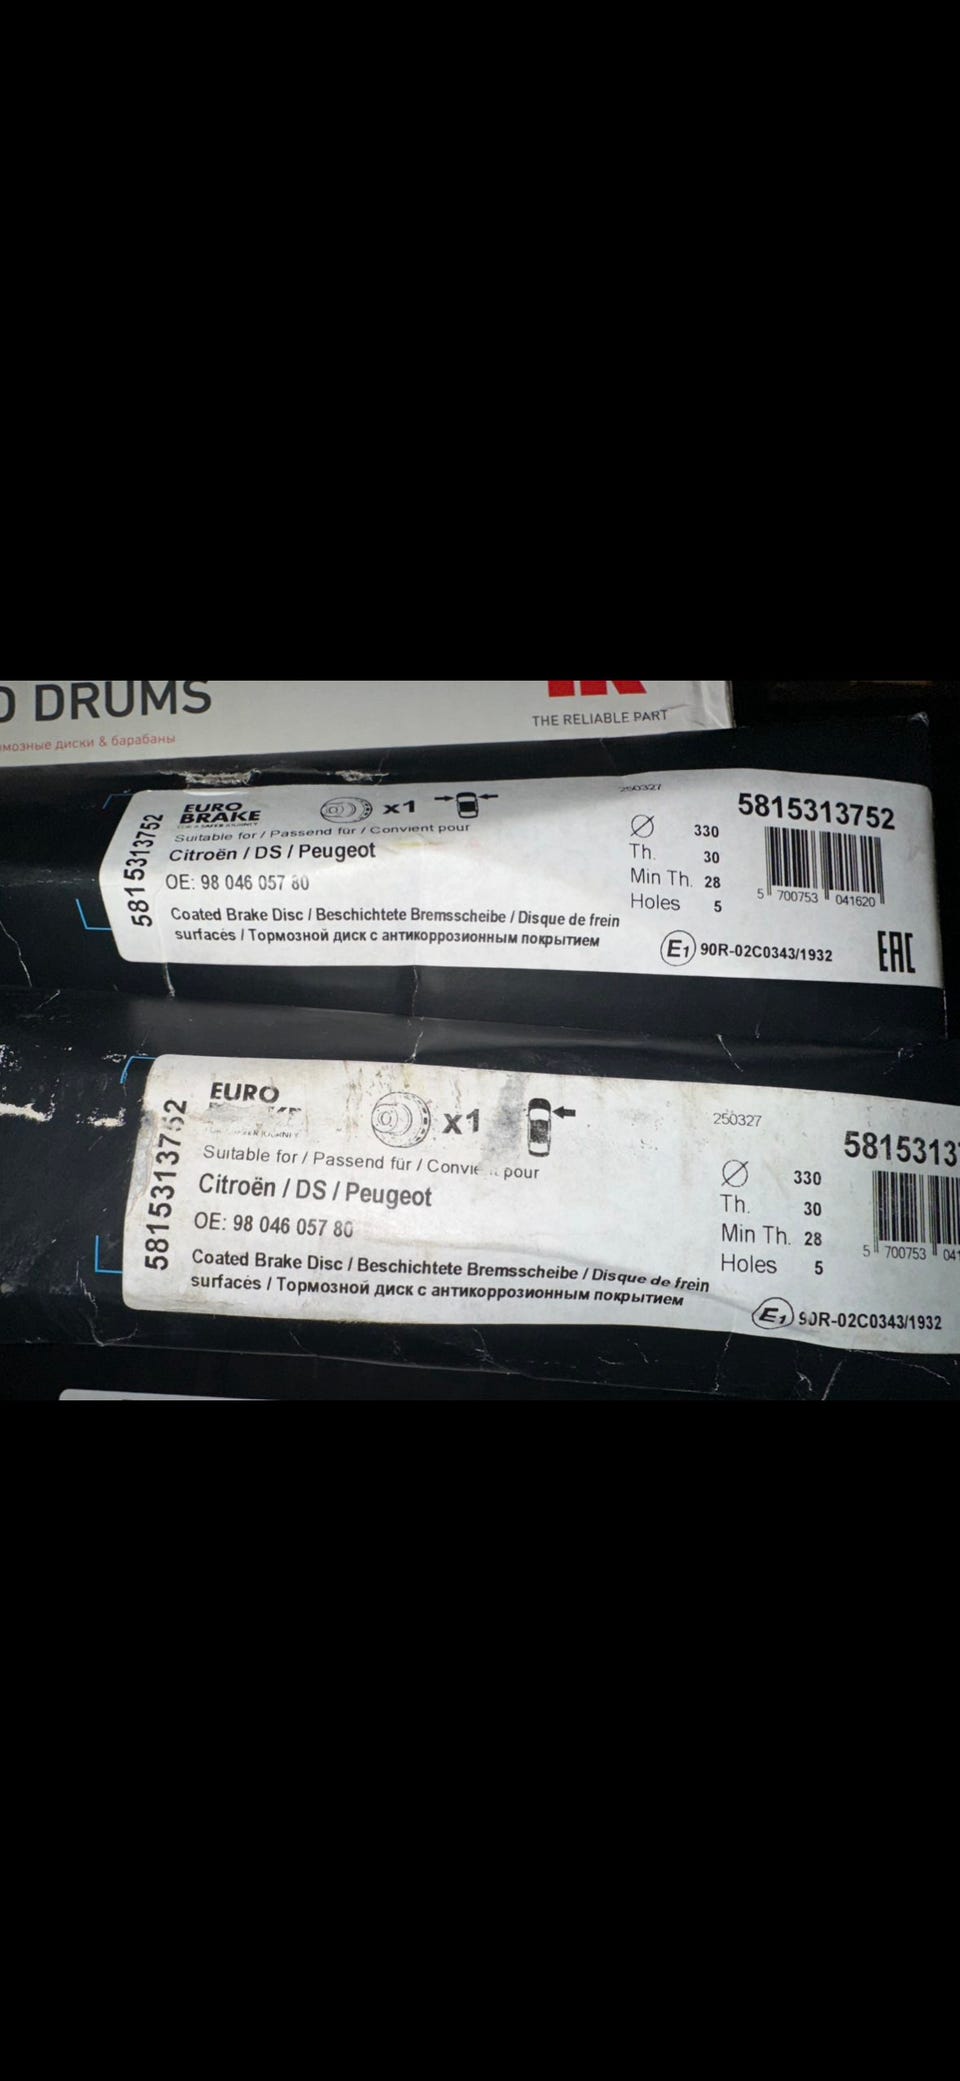 DRUMS
THE RELIABLE PART
диски & барабаны
5815313752
EURO
BRAKE
x1
Suitable for / Passend für / Convient pour
Citroën / DS / Peugeot
OE: 98 046 057 80
Coated Brake Disc / Beschichtete Bremsscheibe / Disque de frein
surfacés / Тормозной диск с антикоррозионным покрытием
250327
Ø 330
Th. 30
Min Th. 28
Holes 5
5815313752
5 700753 041620
E1 90R-02C0343/1932
EAC
5815313752
EURO
x1
Suitable for / Passend für / pour
Citroën / DS / Peugeot
OE: 98 046 057 80
Coated Brake Disc / Beschichtete Bremsscheibe / Disque de frein
surfacés / Тормозной диск с антикоррозионным покрытием
250327
Ø 330
Th. 30
Min Th. 28
Holes 5
5 700753
E1 90R-02C0343/1932